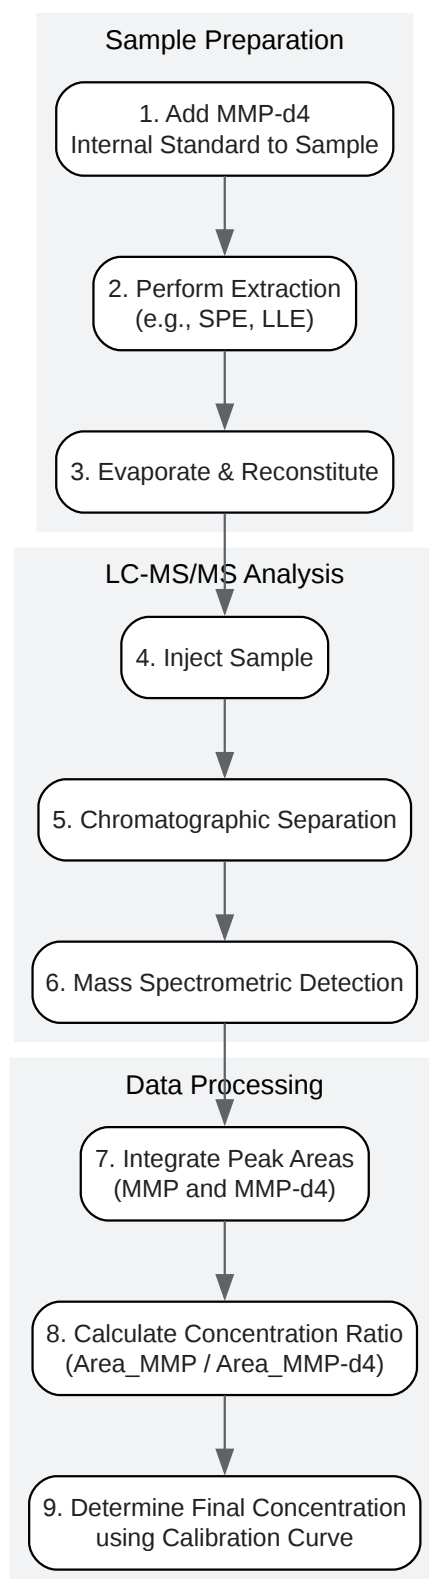 Sample Preparation
1. Add MMP-d4
Internal Standard to Sample
2. Perform Extraction
(e.g., SPE, LLE)
3. Evaporate & Reconstitute
LC-MS/MS Analysis
4. Inject Sample
5. Chromatographic Separation
6. Mass Spectrometric Detection
Data Processing
7. Integrate Peak Areas
(MMP and MMP-d4)
8. Calculate Concentration Ratio
(Area_MMP / Area_MMP-d4)
9. Determine Final Concentration
using Calibration Curve